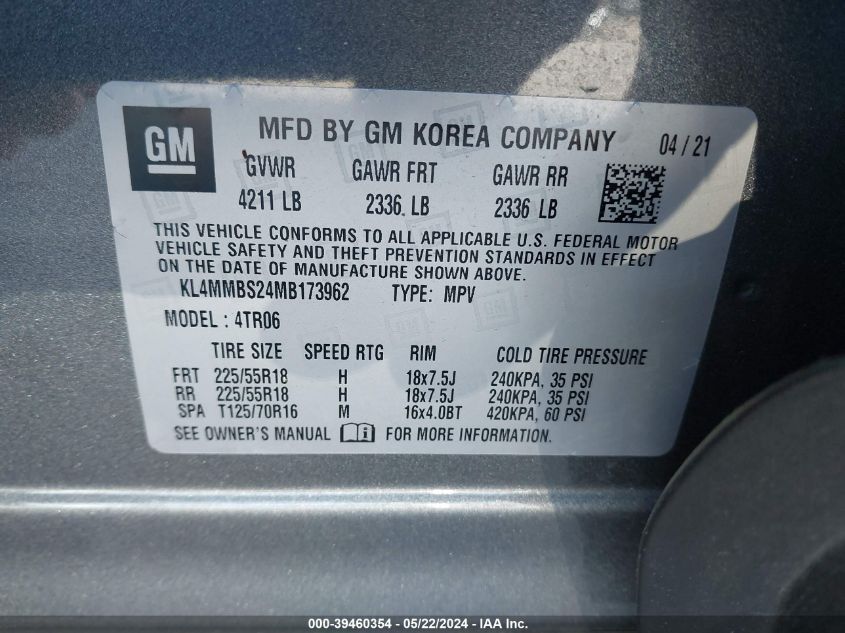 GM MFD BY GM KOREA COMPANY 04 / 21
GVWR GAWR FRT GAWR RR
4211 LB 2336 LB 2336 LB
THIS VEHICLE CONFORMS TO ALL APPLICABLE U.S. FEDERAL MOTOR
VEHICLE SAFETY AND THEFT PREVENTION STANDARDS IN EFFECT
ON THE DATE OF MANUFACTURE SHOWN ABOVE.
KL4MMBS24MB173962 TYPE: MPV
MODEL : 4TR06
TIRE SIZE SPEED RTG RIM COLD TIRE PRESSURE
FRT 225/55R18 H 18x7.5J 240KPA, 35 PSI
RR 225/55R18 H 18x7.5J 240KPA, 35 PSI
SPA T125/70R16 M 16x4.0BT 420KPA, 60 PSI
SEE OWNER'S MANUAL FOR MORE INFORMATION.
000-39460354 - 05/22/2024 - IAA Inc.